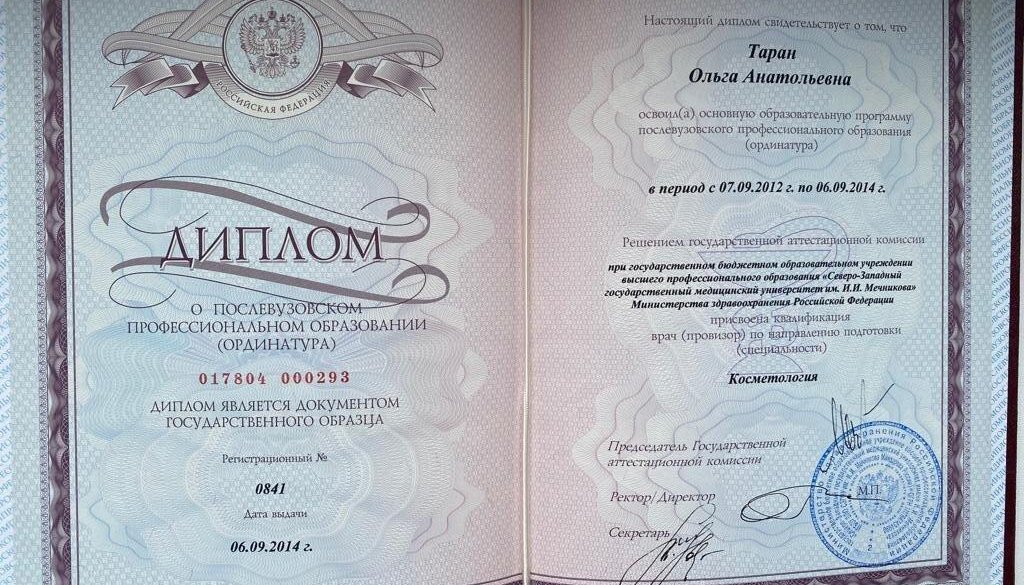 РОССИЙСКАЯ ФЕДЕРАЦИЯ
ДИПЛОМ
О ПОСЛЕВУЗОВСКОМ
ПРОФЕССИОНАЛЬНОМ ОБРАЗОВАНИИ
(ОРДИНАТУРА)
017804 000293
ДИПЛОМ ЯВЛЯЕТСЯ ДОКУМЕНТОМ
ГОСУДАРСТВЕННОГО ОБРАЗЦА
Регистрационный №
0841
Дата выдачи
06.09.2014 г.
Настоящий диплом свидетельствует о том, что
Таран
Ольга Анатольевна
освоил(а) основную образовательную программу
послевузовского профессионального образования
(ординатура)
в период с 07.09.2012 г. по 06.09.2014 г.
Решением государственной аттестационной комиссии
при государственном бюджетном образовательном учреждении
высшего профессионального образования «Северо-Западный
государственный медицинский университет им. И.И. Мечникова»
Министерства здравоохранения Российской Федерации
присвоена квалификация
врач (провизор) по направлению подготовки
(специальности)
Косметология
Председатель Государственной
аттестационной комиссии
Ректор/Директор
М.П.
Секретарь